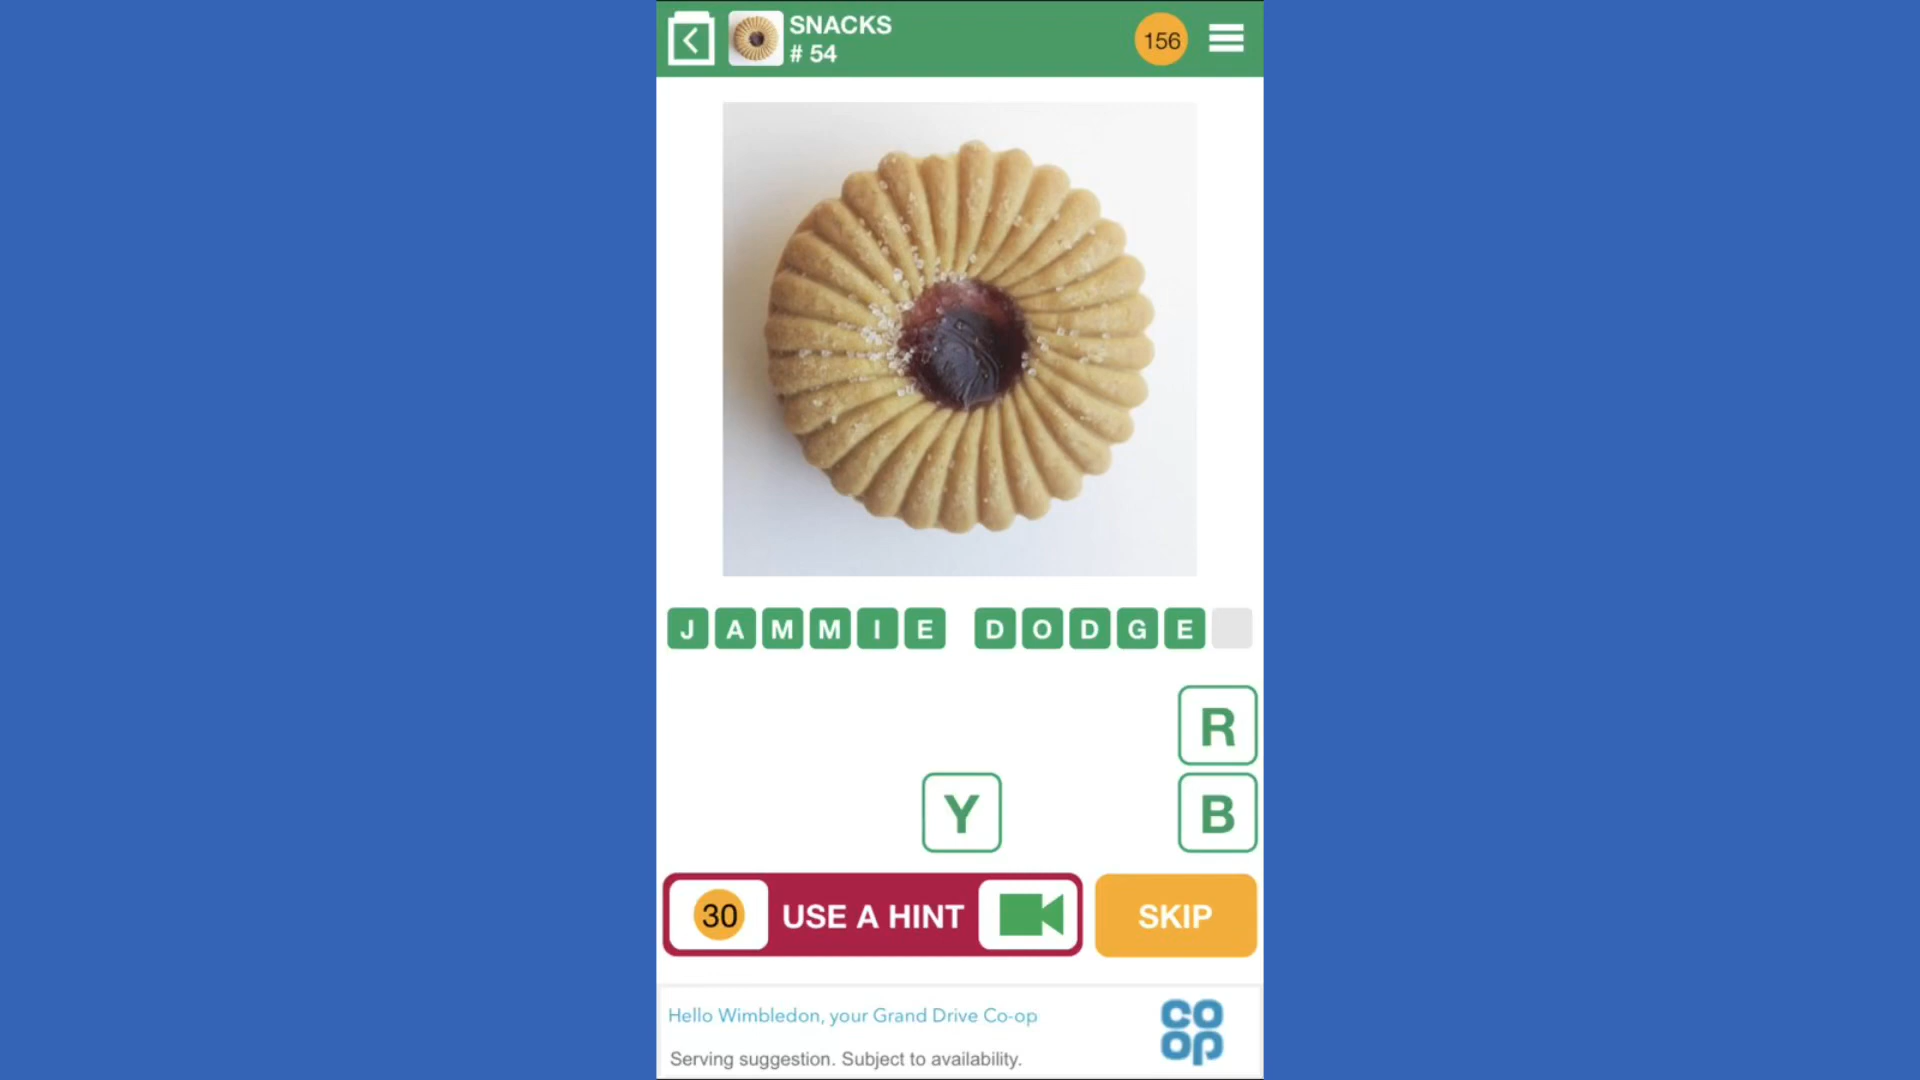 SNACKS
# 54
156
JAMMIE DODGE
R
Y B
30 USE A HINT SKIP
Hello Wimbledon, your Grand Drive Co-op
co
op
Serving suggestion. Subject to availability.